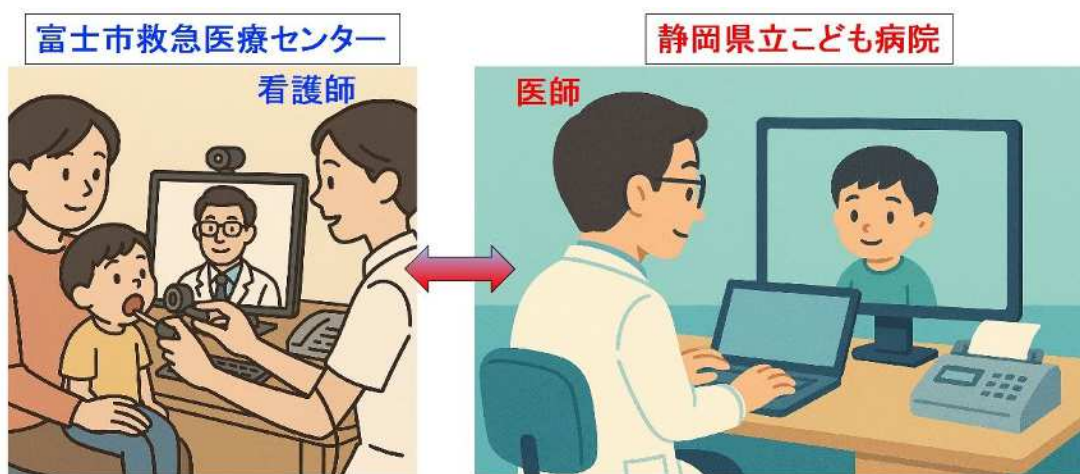 富士市救急医療センター
静岡県立こども病院
看護師
医師